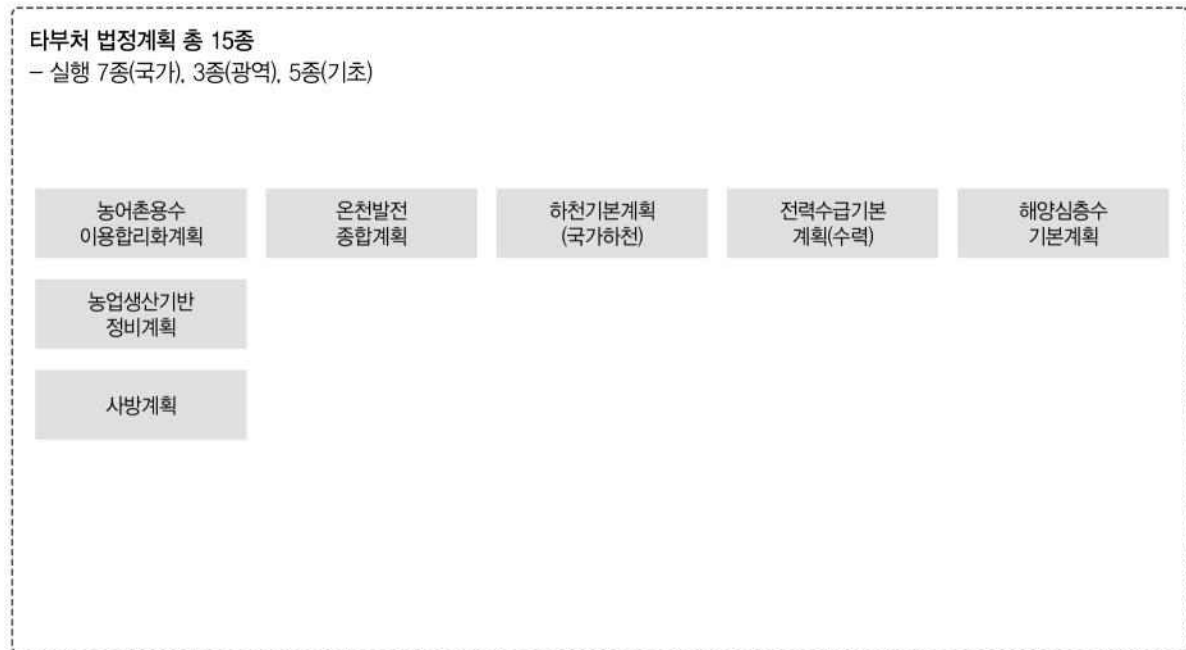 타부처 법정계획 총 15종
– 실행 7종(국가), 3종(광역), 5종(기초)
농어촌용수
이용합리화계획
온천발전
종합계획
하천기본계획
(국가하천)
전력수급기본
계획(수력)
해양심층수
기본계획
농업생산기반
정비계획
사방계획